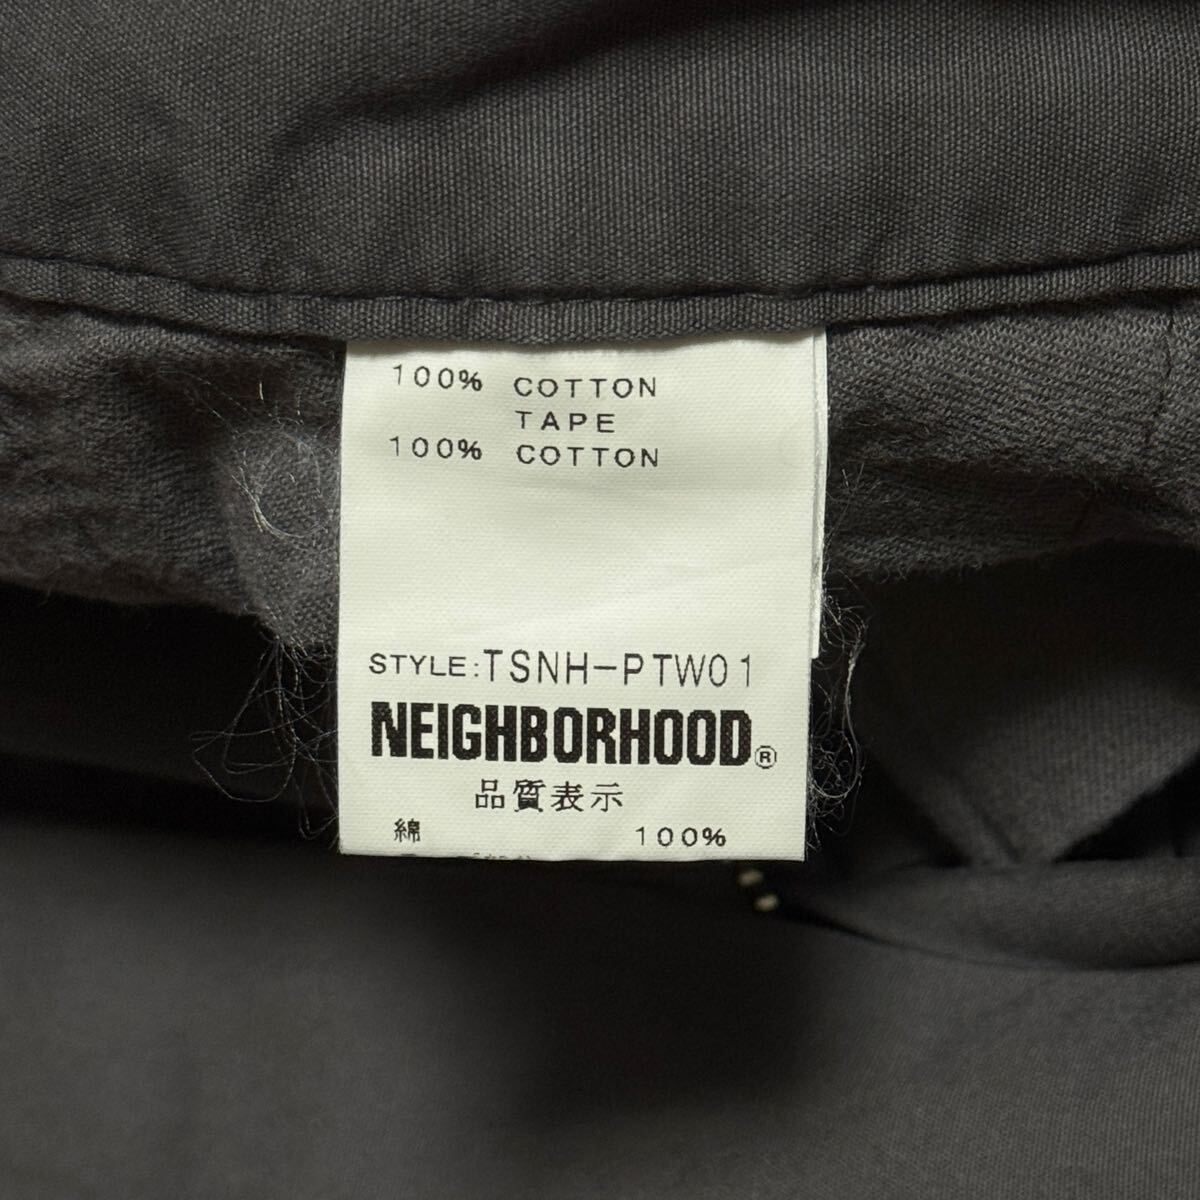 100% COTTON
TAPE
100% COTTON
STYLE:TSNH-PTW01
NEIGHBORHOOD®
品質表示
綿 100%